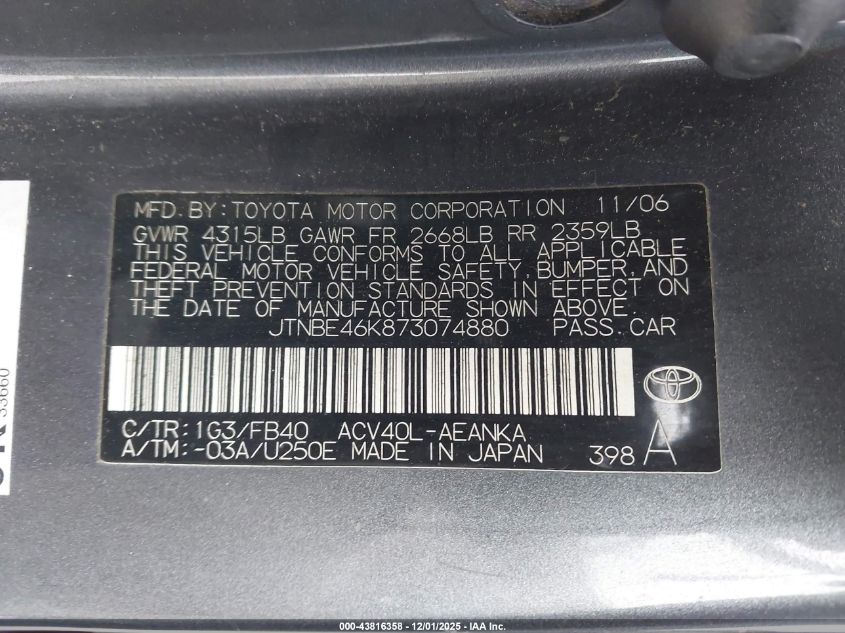 MFD. BY: TOYOTA MOTOR CORPORATION 11/06
GVWR 4315LB GAWR FR 2668LB RR 2359LB
THIS VEHICLE CONFORMS TO ALL APPLICABLE
FEDERAL MOTOR VEHICLE SAFETY, BUMPER, AND
THEFT PREVENTION STANDARDS IN EFFECT ON
THE DATE OF MANUFACTURE SHOWN ABOVE.
JTNBE46K873074880 PASS. CAR
C/TR: 1G3/FB40 ACV40L-AEANKA
A/TM: -03A/U250E MADE IN JAPAN 398 A
33660
000-43816358 - 12/01/2025 - IAA Inc.